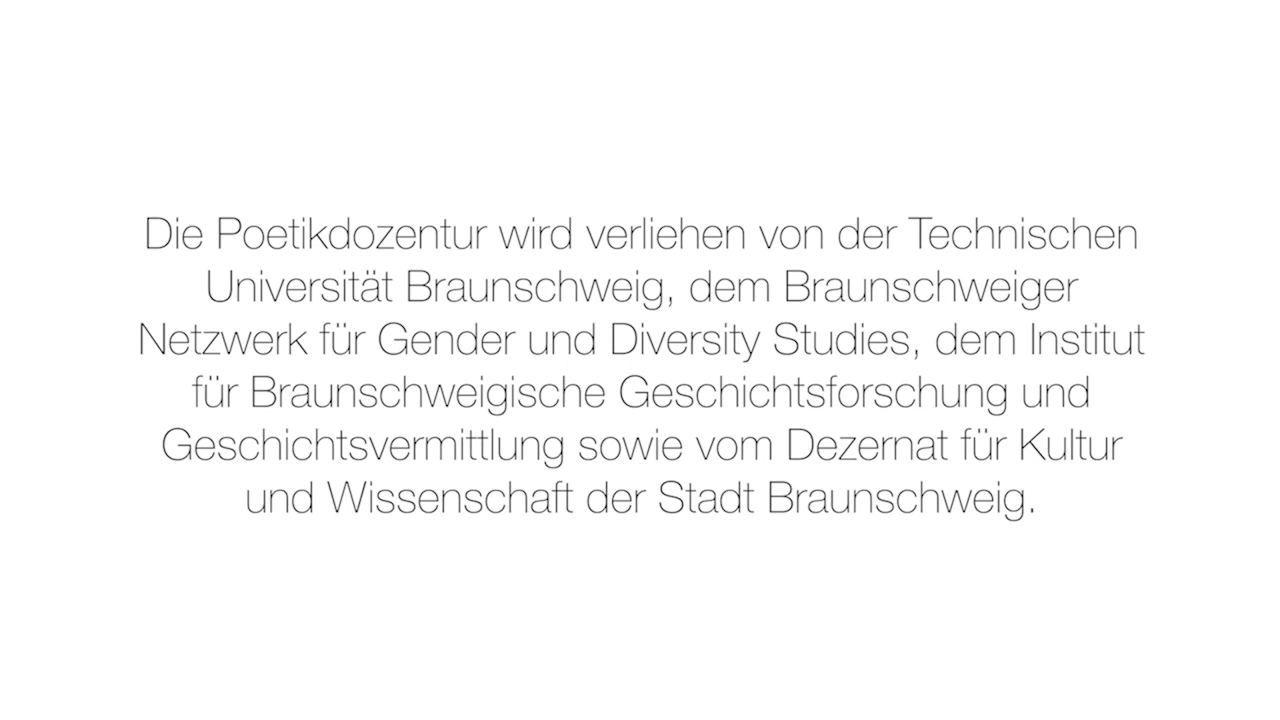 Die Poetikdozentur wird verliehen von der Technischen
Universität Braunschweig, dem Braunschweiger
Netzwerk für Gender und Diversity Studies, dem Institut
für Braunschweigische Geschichtsforschung und
Geschichtsvermittlung sowie vom Dezernat für Kultur
und Wissenschaft der Stadt Braunschweig.